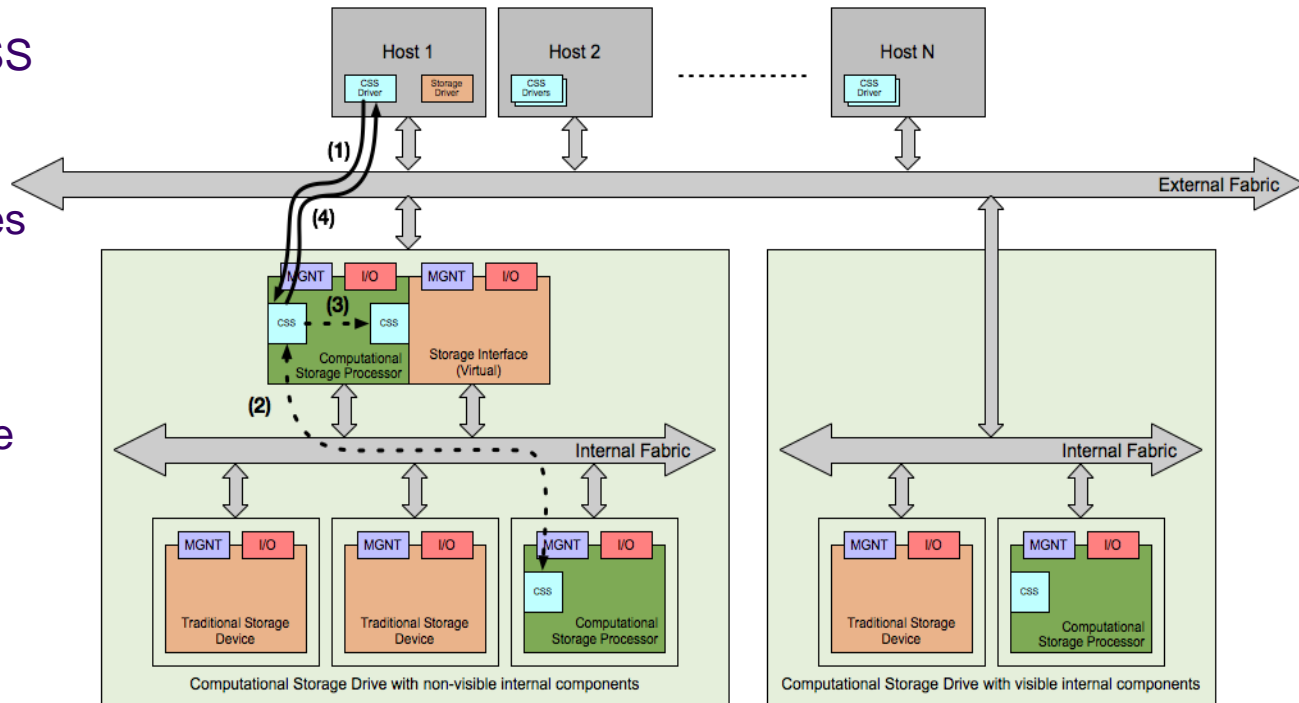 SS
es
e
Host 1
CSS
Driver
Storage
Driver
Host 2
CSS
Drivers
Host N
CSS
Driver
(1)
External Fabric
(4)
MGNT
I/O
MGNT
I/O
(3)
CSS
CSS
Computational
Storage Processor
Storage Interface
(Virtual)
(2)
Internal Fabric
MGNT
I/O
Traditional Storage
Device
MGNT
I/O
Traditional Storage
Device
MGNT
I/O
CSS
Computational
Storage Processor
Computational Storage Drive with non-visible internal components
Internal Fabric
MGNT
I/O
Traditional Storage
Device
MGNT
I/O
CSS
Computational
Storage Processor
Computational Storage Drive with visible internal components